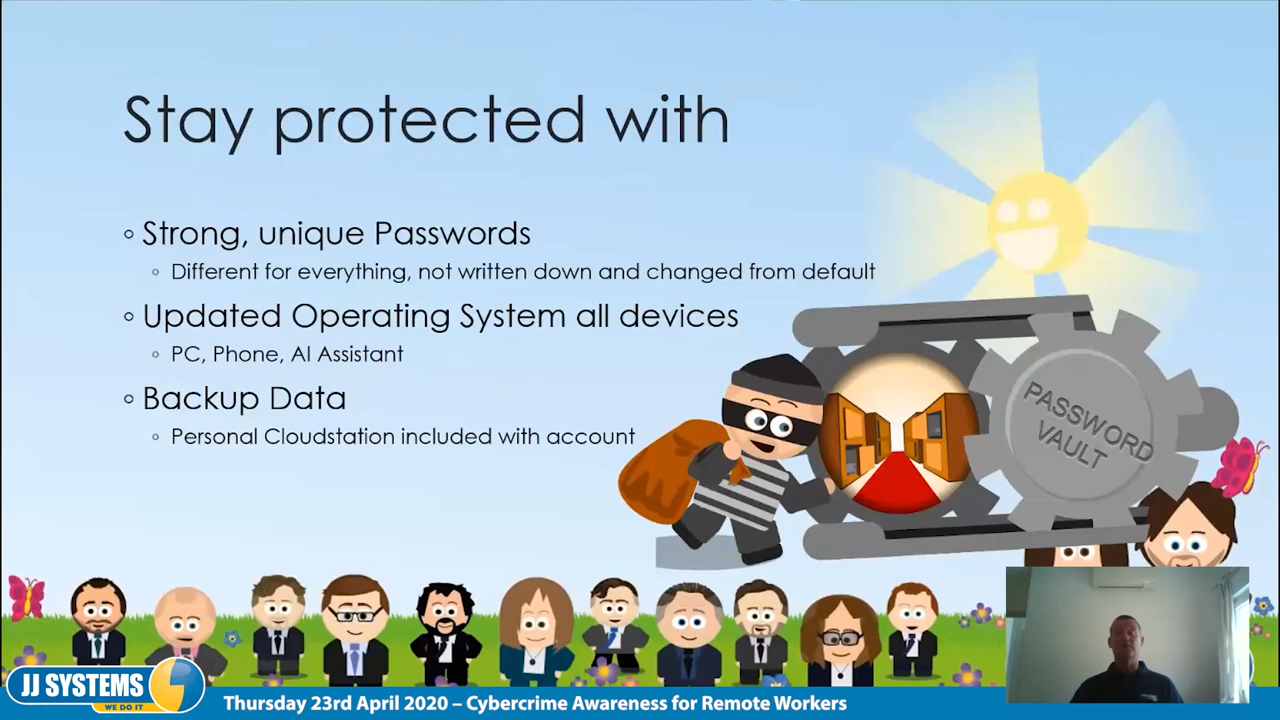 Stay protected with
◦ Strong, unique Passwords
◦ Different for everything, not written down and changed from default
◦ Updated Operating System all devices
◦ PC, Phone, AI Assistant
◦ Backup Data
◦ Personal Cloudstation included with account
PASSWORD
VAULT
JJ SYSTEMS
WE DO IT
Thursday 23rd April 2020 – Cybercrime Awareness for Remote Workers